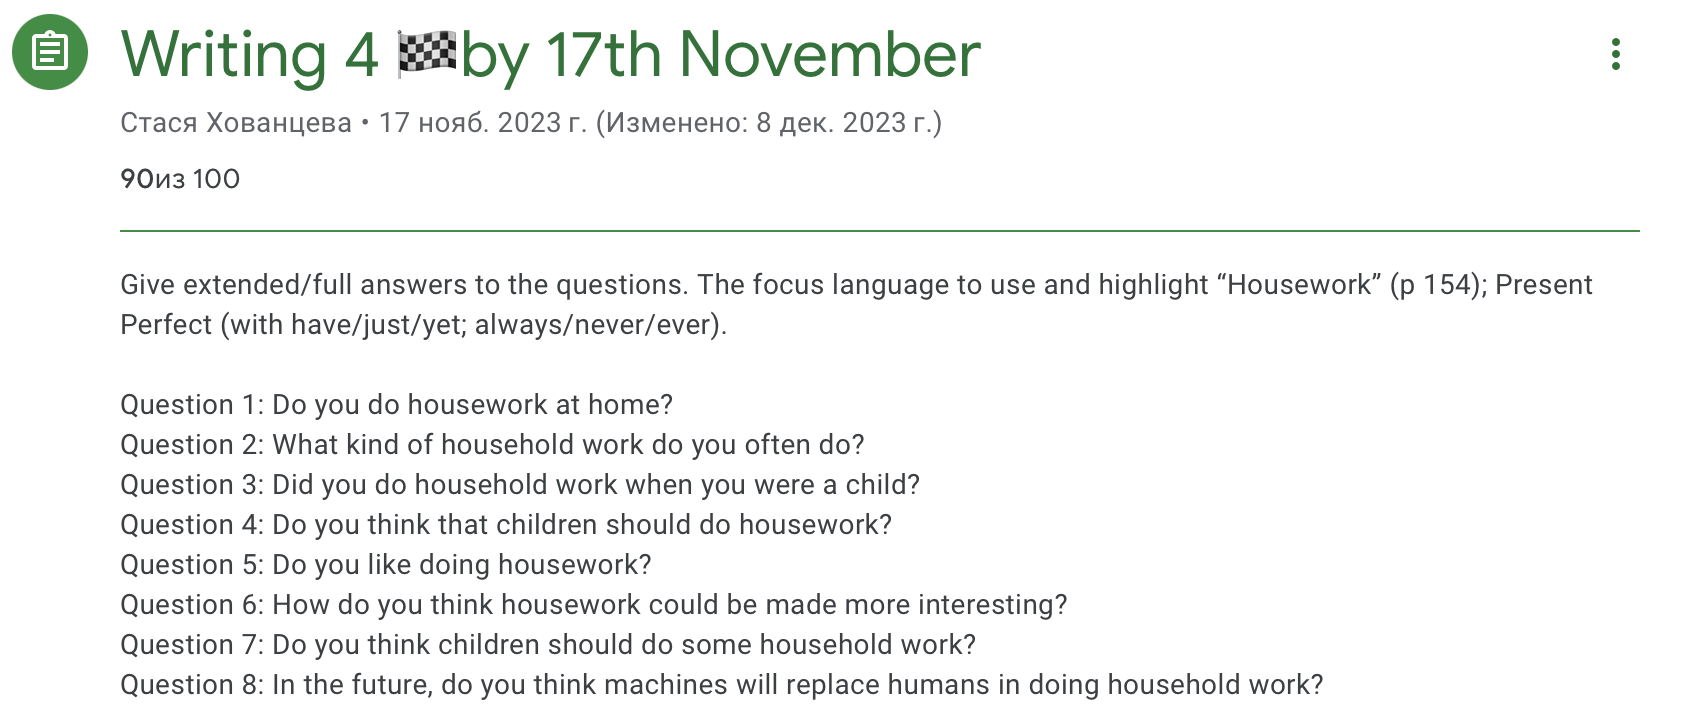 Writing 4 🏁by 17th November
Стася Хованцева • 17 нояб. 2023 г. (Изменено: 8 дек. 2023 г.)
90из 100
Give extended/full answers to the questions. The focus language to use and highlight “Housework” (p 154); Present
Perfect (with have/just/yet; always/never/ever).
Question 1: Do you do housework at home?
Question 2: What kind of household work do you often do?
Question 3: Did you do household work when you were a child?
Question 4: Do you think that children should do housework?
Question 5: Do you like doing housework?
Question 6: How do you think housework could be made more interesting?
Question 7: Do you think children should do some household work?
Question 8: In the future, do you think machines will replace humans in doing household work?